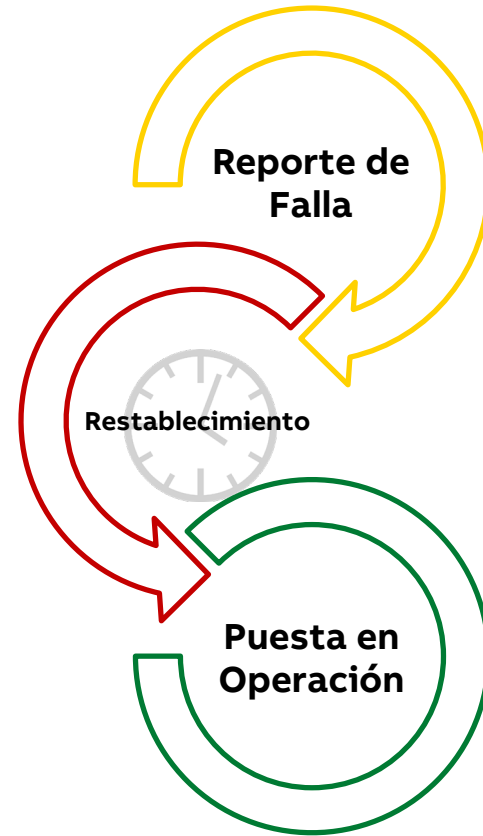 Reporte de
Falla
Restablecimiento
Puesta en
Operación